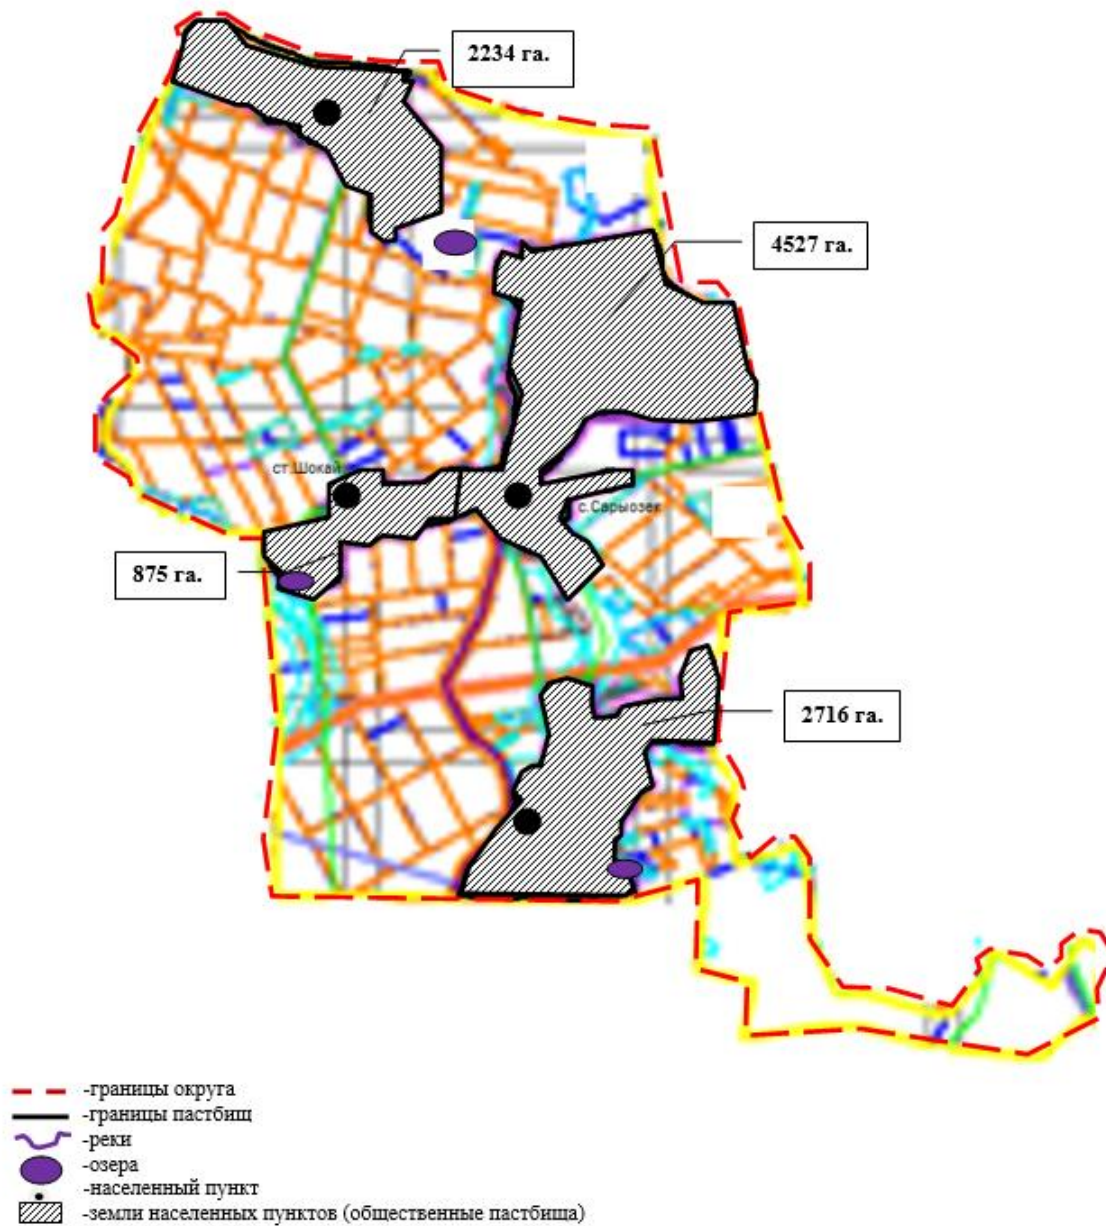 2234 га.
4527 га.
ст.Шокай
с.Сарыозек
875 га.
2716 га.
-границы округа
-границы пастбищ
-реки
-озера
-населенный пункт
-земли населенных пунктов (общественные пастбища)